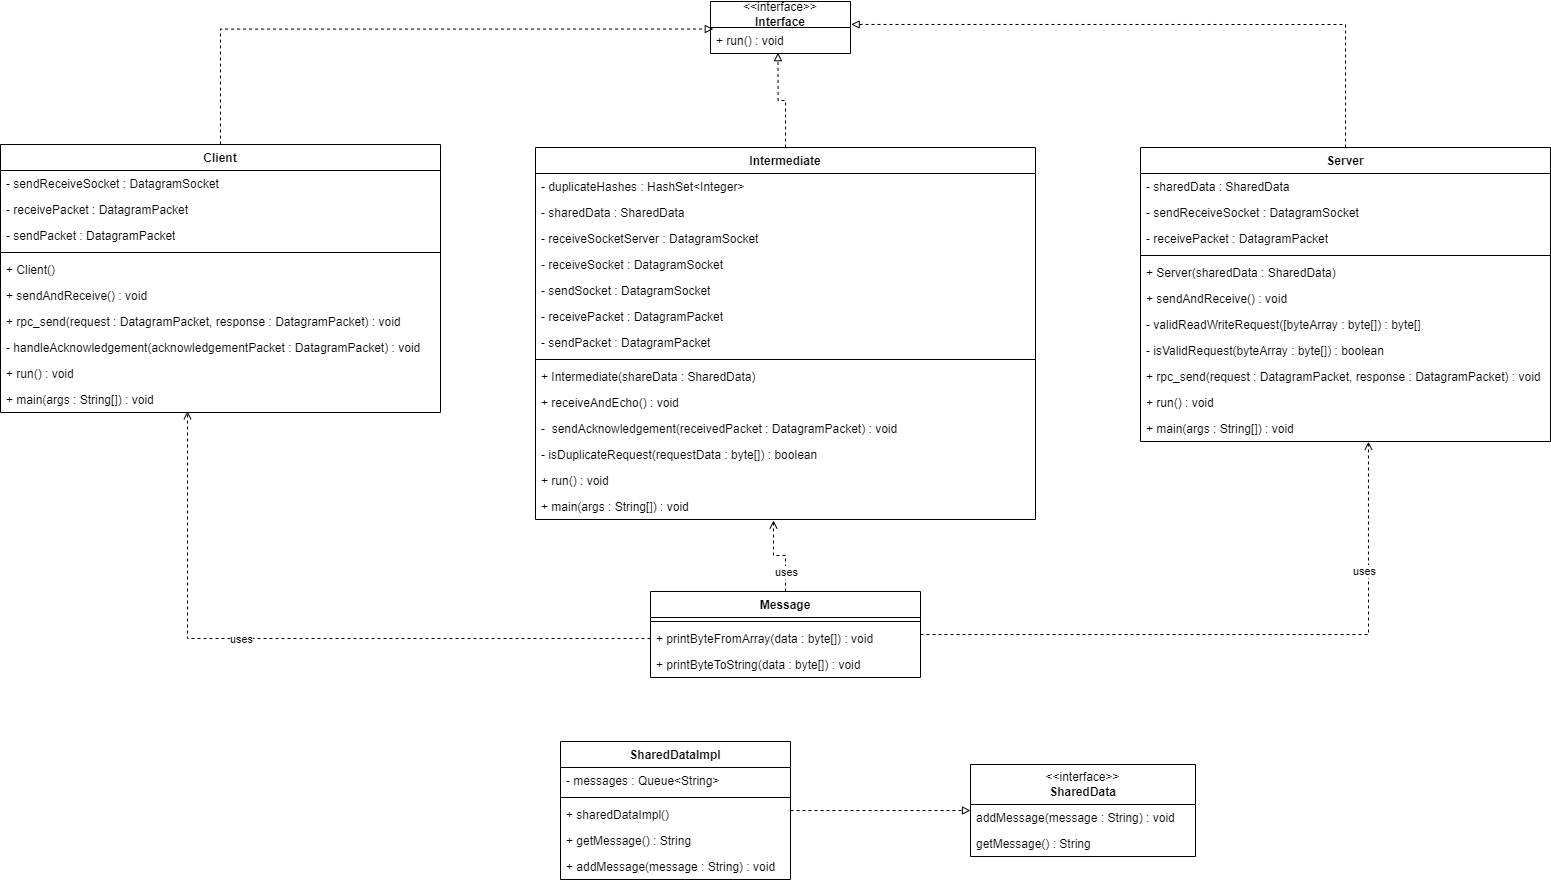 <<interface>>
Interface
+ run() : void
Client
- sendReceiveSocket : DatagramSocket
- receivePacket : DatagramPacket
- sendPacket : DatagramPacket
+ Client()
+ sendAndReceive() : void
+ rpc_send(request : DatagramPacket, response : DatagramPacket) : void
- handleAcknowledgement(acknowledgementPacket : DatagramPacket) : void
+ run() : void
+ main(args : String[]) : void
Intermediate
- duplicateHashes : HashSet<Integer>
- sharedData : SharedData
- receiveSocketServer : DatagramSocket
- receiveSocket : DatagramSocket
- sendSocket : DatagramSocket
- receivePacket : DatagramPacket
- sendPacket : DatagramPacket
+ Intermediate(shareData : SharedData)
+ receiveAndEcho() : void
- sendAcknowledgement(receivedPacket : DatagramPacket) : void
- isDuplicateRequest(requestData : byte[]) : boolean
+ run() : void
+ main(args : String[]) : void
Server
- sharedData : SharedData
- sendReceiveSocket : DatagramSocket
- receivePacket : DatagramPacket
+ Server(sharedData : SharedData)
+ sendAndReceive() : void
- validReadWriteRequest([byteArray : byte[]) : byte[]
- isValidRequest(byteArray : byte[]) : boolean
+ rpc_send(request : DatagramPacket, response : DatagramPacket) : void
+ run() : void
+ main(args : String[]) : void
uses
uses
uses
Message
+ printByteFromArray(data : byte[]) : void
+ printByteToString(data : byte[]) : void
SharedDataImpl
- messages : Queue<String>
+ sharedDataImpl()
+ getMessage() : String
+ addMessage(message : String) : void
<<interface>>
SharedData
addMessage(message : String) : void
getMessage() : String